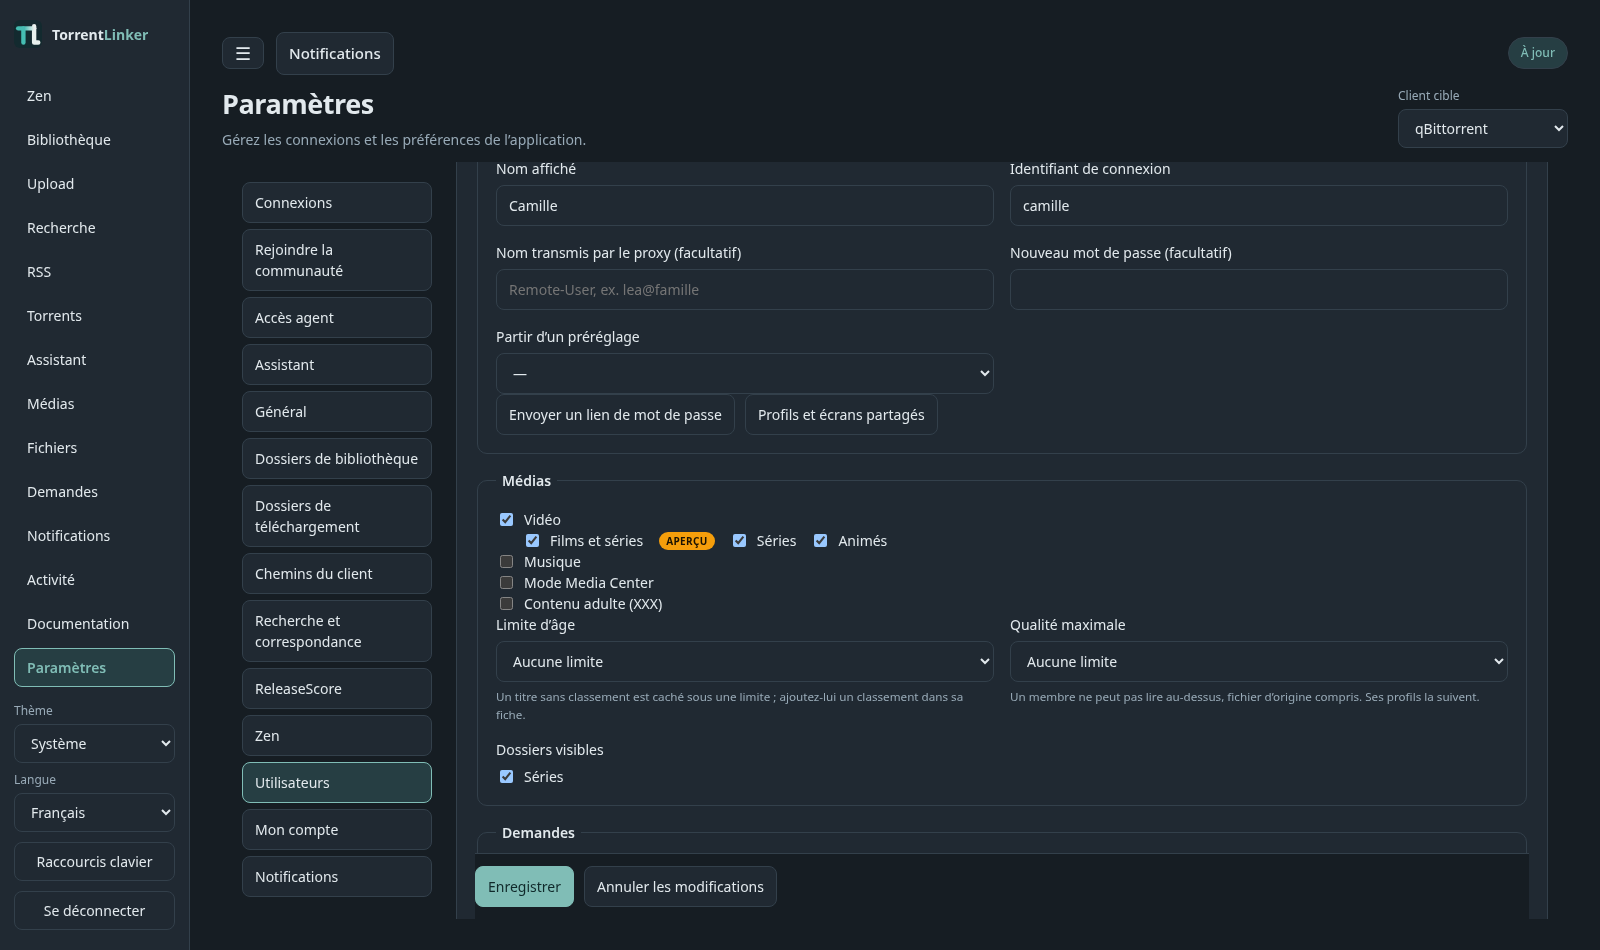 TorrentLinker
Zen
Bibliothèque
Upload
Recherche
RSS
Torrents
Assistant
Médias
Fichiers
Demandes
Notifications
Activité
Documentation
Paramètres
Thème
Système
Langue
Français
Raccourcis clavier
Se déconnecter
☰ Notifications
À jour
Paramètres
Gérez les connexions et les préférences de l’application.
Client cible
qBittorrent
Connexions
Rejoindre la
communauté
Accès agent
Assistant
Général
Dossiers de bibliothèque
Dossiers de
téléchargement
Chemins du client
Recherche et
correspondance
ReleaseScore
Zen
Utilisateurs
Mon compte
Notifications
Nom affiché
Camille
Identifiant de connexion
camille
Nom transmis par le proxy (facultatif)
Remote-User, ex. lea@famille
Nouveau mot de passe (facultatif)
Partir d’un préréglage
—
Envoyer un lien de mot de passe
Profils et écrans partagés
Médias
Vidéo
Films et séries APERÇU Séries Animés
Musique
Mode Media Center
Contenu adulte (XXX)
Limite d’âge
Aucune limite
Un titre sans classement est caché sous une limite ; ajoutez-lui un classement dans sa
fiche.
Qualité maximale
Aucune limite
Un membre ne peut pas lire au-dessus, fichier d’origine compris. Ses profils la suivent.
Dossiers visibles
Séries
Demandes
Enregistrer
Annuler les modifications